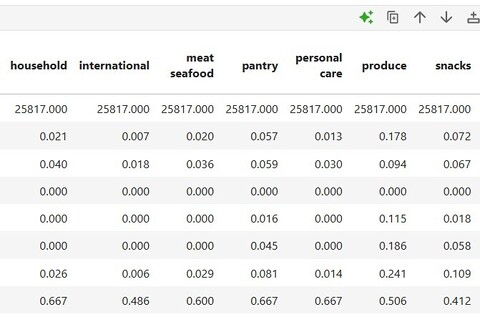 household international meat seafood pantry personal care produce snacks
25817.000 25817.000 25817.000 25817.000 25817.000 25817.000 25817.000
0.021 0.007 0.020 0.057 0.013 0.178 0.072
0.040 0.018 0.036 0.059 0.030 0.094 0.067
0.000 0.000 0.000 0.000 0.000 0.000 0.000
0.000 0.000 0.000 0.016 0.000 0.115 0.018
0.000 0.000 0.000 0.045 0.000 0.186 0.058
0.026 0.006 0.029 0.081 0.014 0.241 0.109
0.667 0.486 0.600 0.667 0.667 0.506 0.412